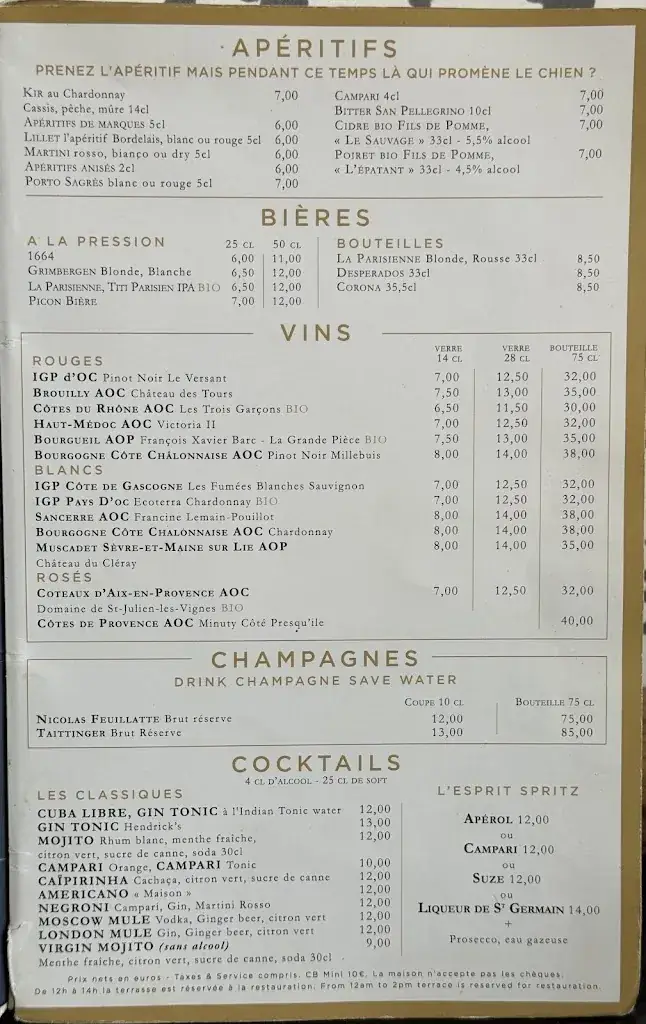 APÉRITIFS
PRENEZ L'APÉRITIF MAIS PENDANT CE TEMPS LÀ QUI PROMÈNE LE CHIEN ?
KIR au Chardonnay 7,00
Cassis, pêche, mûre 14cl
APÉRITIFS DE MARQUES 5cl 6,00
LILLET l'apéritif Bordelais, blanc ou rouge 5cl 6,00
MARTINI rosso, bianco ou dry 5cl 6,00
APÉRITIFS ANISÉS 2cl 6,00
PORTO SAGRÈS blanc ou rouge 5cl 7,00
CAMPARI 4cl 7,00
BITTER SAN PELLEGRINO 10cl 7,00
CIDRE BIO FILS DE POMME, 7,00
« LE SAUVAGE » 33cl - 5,5% alcool
POIRET BIO FILS DE POMME, 7,00
« L'ÉPATANT » 33cl - 4,5% alcool
BIÈRES
A LA PRESSION 25 CL 50 CL
1664 6,00 11,00
GRIMBERGEN Blonde, Blanche 6,50 12,00
LA PARISIENNE, TITI PARISIEN IPA BIO 6,50 12,00
PICON BIÈRE 7,00 12,00
BOUTEILLES
LA PARISIENNE Blonde, Rousse 33cl 8,50
DESPERADOS 33cl 8,50
CORONA 35,5cl 8,50
VINS
VERRE 14 CL VERRE 28 CL BOUTEILLE 75 CL
ROUGES
IGP D'OC Pinot Noir Le Versant 7,00 12,50 32,00
BROUILLY AOC Château des Tours 7,50 13,00 35,00
CÔTES DU RHÔNE AOC Les Trois Garçons BIO 6,50 11,50 30,00
HAUT-MÉDOC AOC Victoria II 7,00 12,50 32,00
BOURGUEIL AOP François Xavier Barc - La Grande Pièce BIO 7,50 13,00 35,00
BOURGOGNE CÔTE CHÂLONNAISE AOC Pinot Noir Millebuis 8,00 14,00 38,00
BLANCS
IGP CÔTE DE GASCOGNE Les Fumées Blanches Sauvignon 7,00 12,50 32,00
IGP PAYS D'OC Ecoterra Chardonnay BIO 7,00 12,50 32,00
SANCERRE AOC Francine Lemain-Pouillot 8,00 14,00 38,00
BOURGOGNE CÔTE CHALONNAISE AOC Chardonnay 8,00 14,00 38,00
MUSCADET SÈVRE-ET-MAINE SUR LIE AOP 8,00 14,00 35,00
Château du Cléray
ROSÉS
COTEAUX D'AIX-EN-PROVENCE AOC 7,00 12,50 32,00
Domaine de St-Julien-les-Vignes BIO
CÔTES DE PROVENCE AOC Minuty Côté Presqu'ile 40,00
CHAMPAGNES
DRINK CHAMPAGNE SAVE WATER
COUPE 10 CL BOUTEILLE 75 CL
NICOLAS FEUILLATTE Brut réserve 12,00 75,00
TAITTINGER Brut Réserve 13,00 85,00
COCKTAILS
4 CL D'ALCOOL - 25 CL DE SOFT
LES CLASSIQUES
CUBA LIBRE, GIN TONIC à l'Indian Tonic water 12,00
GIN TONIC Hendrick's 13,00
MOJITO Rhum blanc, menthe fraîche, 12,00
citron vert, sucre de canne, soda 30cl
CAMPARI Orange, CAMPARI Tonic 10,00
CAÏPIRINHA Cachaça, citron vert, sucre de canne 12,00
AMERICANO « Maison » 12,00
NEGRONI Campari, Gin, Martini Rosso 12,00
MOSCOW MULE Vodka, Ginger beer, citron vert 12,00
LONDON MULE Gin, Ginger beer, citron vert 12,00
VIRGIN MOJITO (sans alcool) 9,00
Menthe fraîche, citron vert, sucre de canne, soda 30cl
L'ESPRIT SPRITZ
APÉROL 12,00
ou
CAMPARI 12,00
ou
SUZE 12,00
ou
LIQUEUR DE ST GERMAIN 14,00
+
Prosecco, eau gazeuse
Prix nets en euros - Taxes & Service compris. CB Mini 10€. La maison n'accepte pas les chèques.
De 12h à 14h la terrasse est réservée à la restauration. From 12am to 2pm terrace is reserved for restauration.